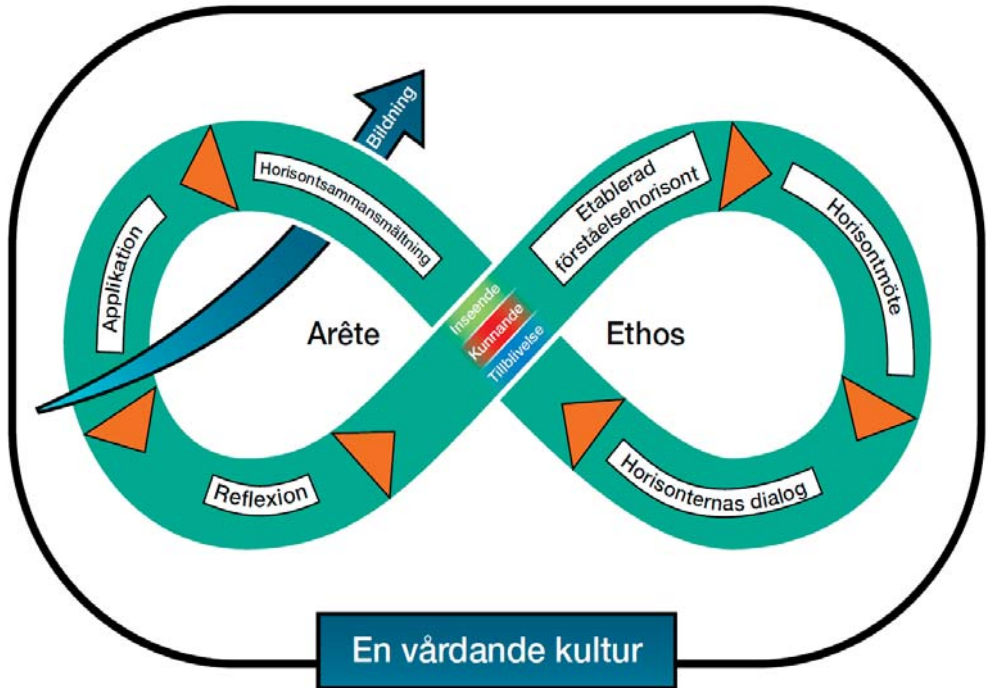 Bildning
Horisontsammansmältning
Etablerad
förståelsehorisont
Applikation
Horisontmöte
Arête
Inseende
Kunnande
Tillblivelse
Ethos
Reflexion
Horisonternas dialog
En vårdande kultur